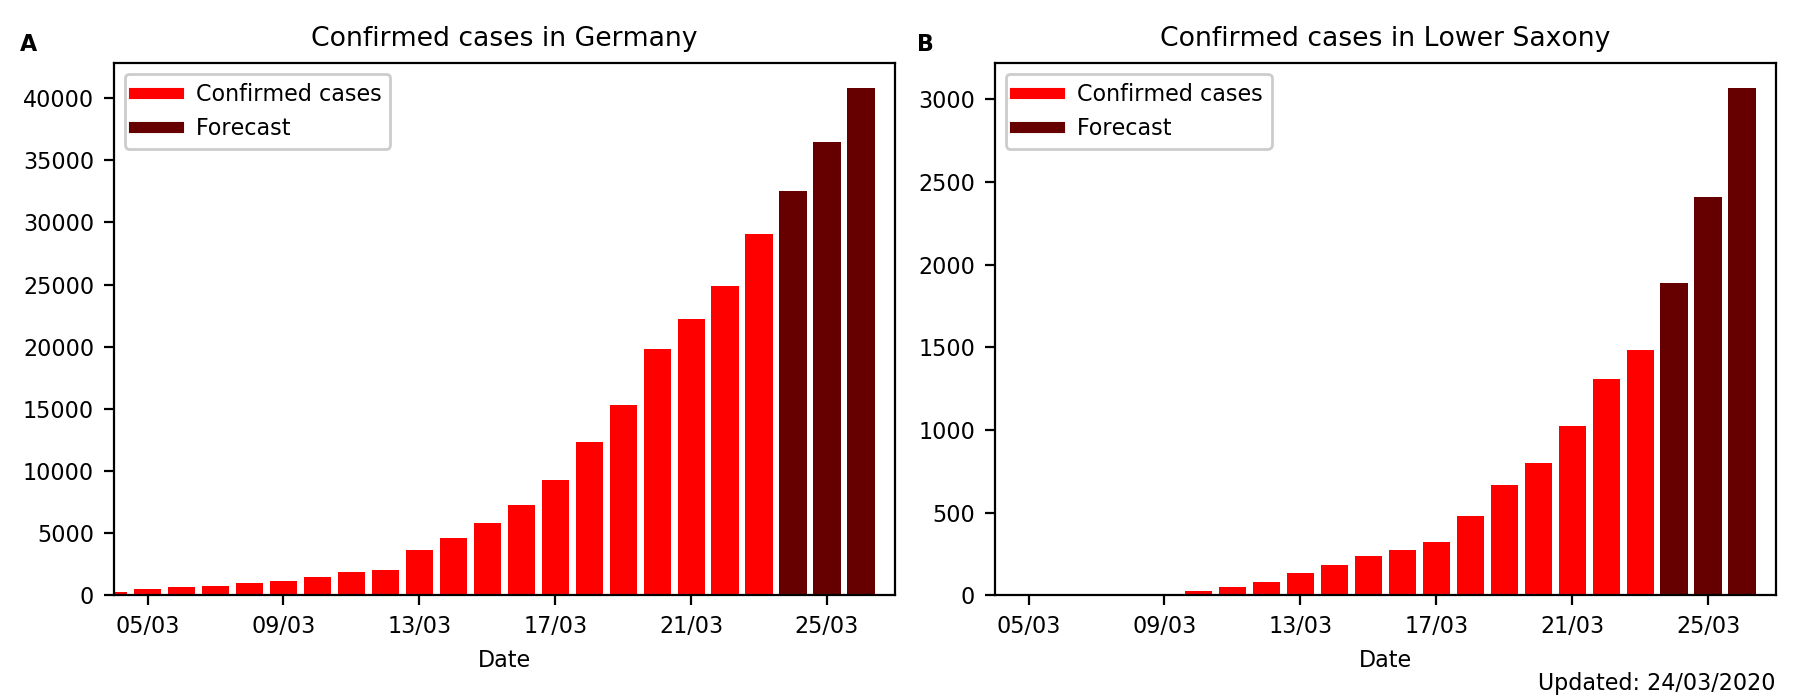 A
Confirmed cases in Germany
Confirmed cases
Forecast
40000
35000
30000
25000
20000
15000
10000
5000
0
05/03 09/03 13/03 17/03 21/03 25/03
Date
B
Confirmed cases in Lower Saxony
Confirmed cases
Forecast
3000
2500
2000
1500
1000
500
0
05/03 09/03 13/03 17/03 21/03 25/03
Date
Updated: 24/03/2020